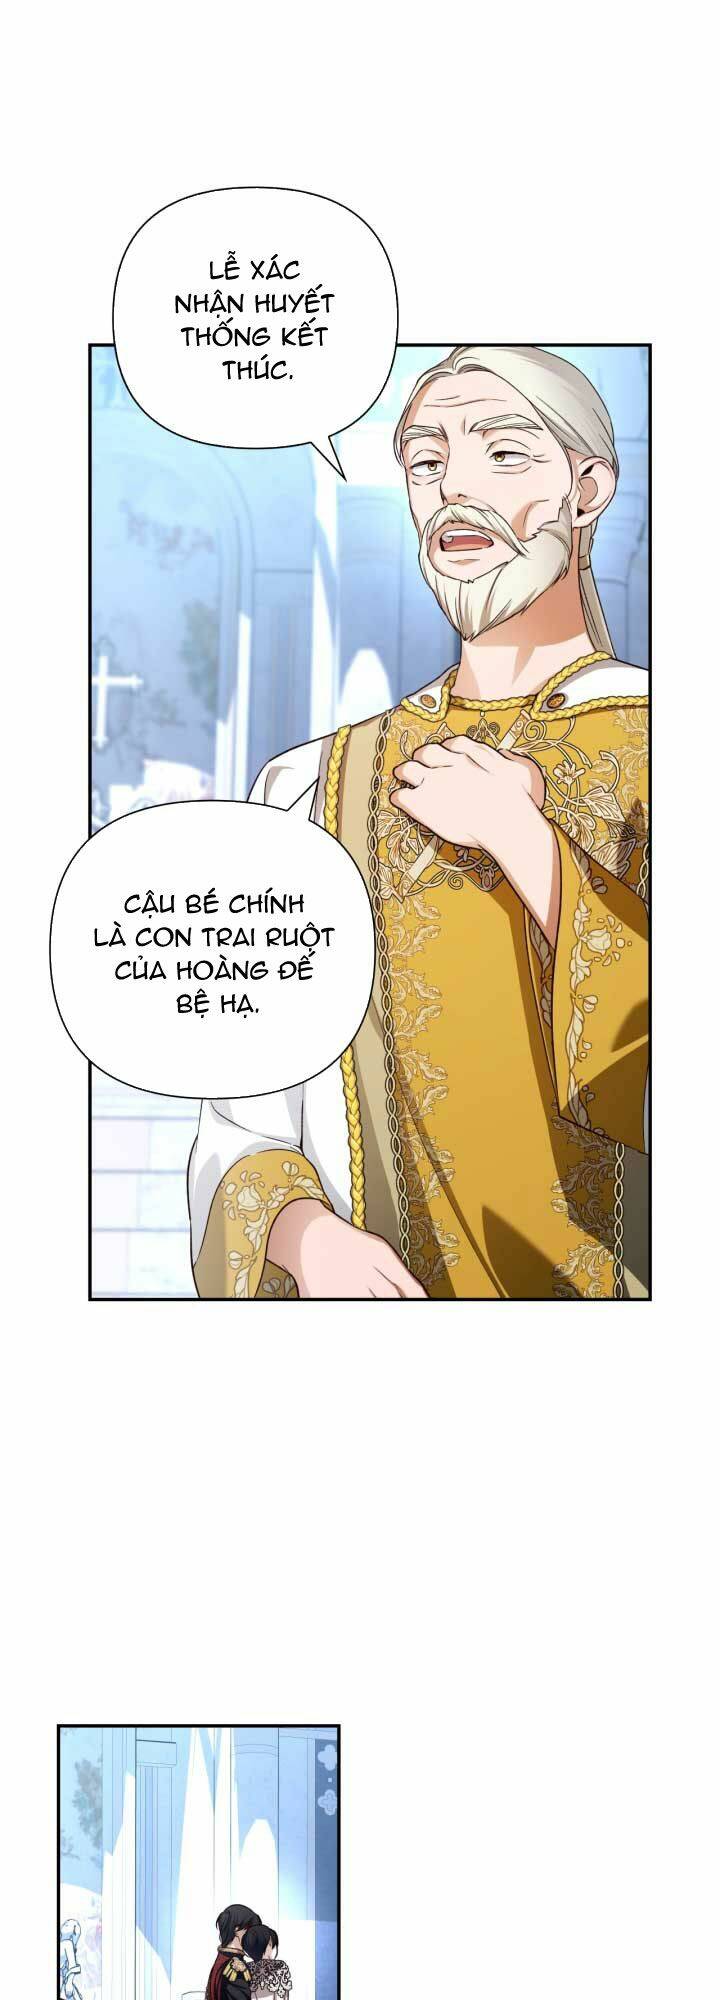 LỄ XÁC
NHẬN HUYẾT
THỐNG KẾT
THÚC.
CẬU BÉ CHÍNH
LÀ CON TRAI RUỘT
CỦA HOÀNG ĐẾ
BỆ HẠ.